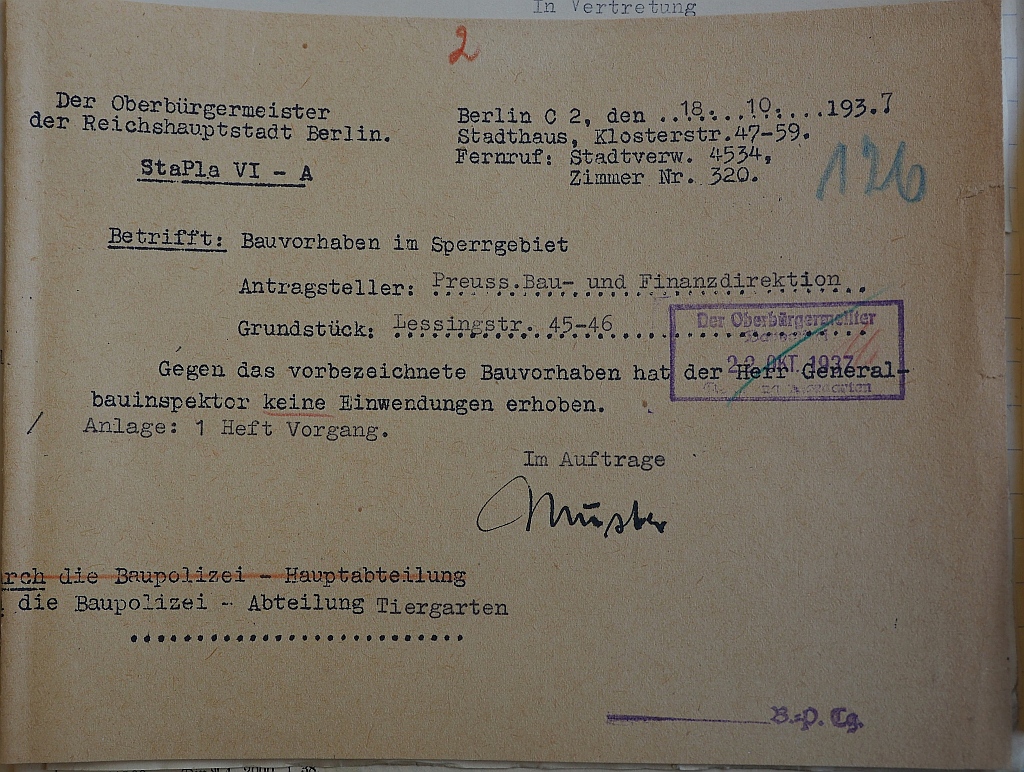 In Vertretung
2
Der Oberbürgermeister
der Reichshauptstadt Berlin.
StaPla VI - A
Berlin C 2, den ..18...10......193.7
Stadthaus, Klosterstr.47-59.
Fernruf: Stadtverw. 4534,
Zimmer Nr. 320.
126
Betrifft: Bauvorhaben im Sperrgebiet
Antragsteller: Preuss.Bau- und Finanzdirektion
Grundstück: Lessingstr. 45-46
Der Oberbürgermeister
22. OKT. 1937
Gegen das vorbezeichnete Bauvorhaben hat der Herr General-
bauinspektor keine Einwendungen erhoben.
/ Anlage: 1 Heft Vorgang.
Im Auftrage
rch die Baupolizei - Hauptabteilung
die Baupolizei - Abteilung Tiergarten
B.-P. Tg.